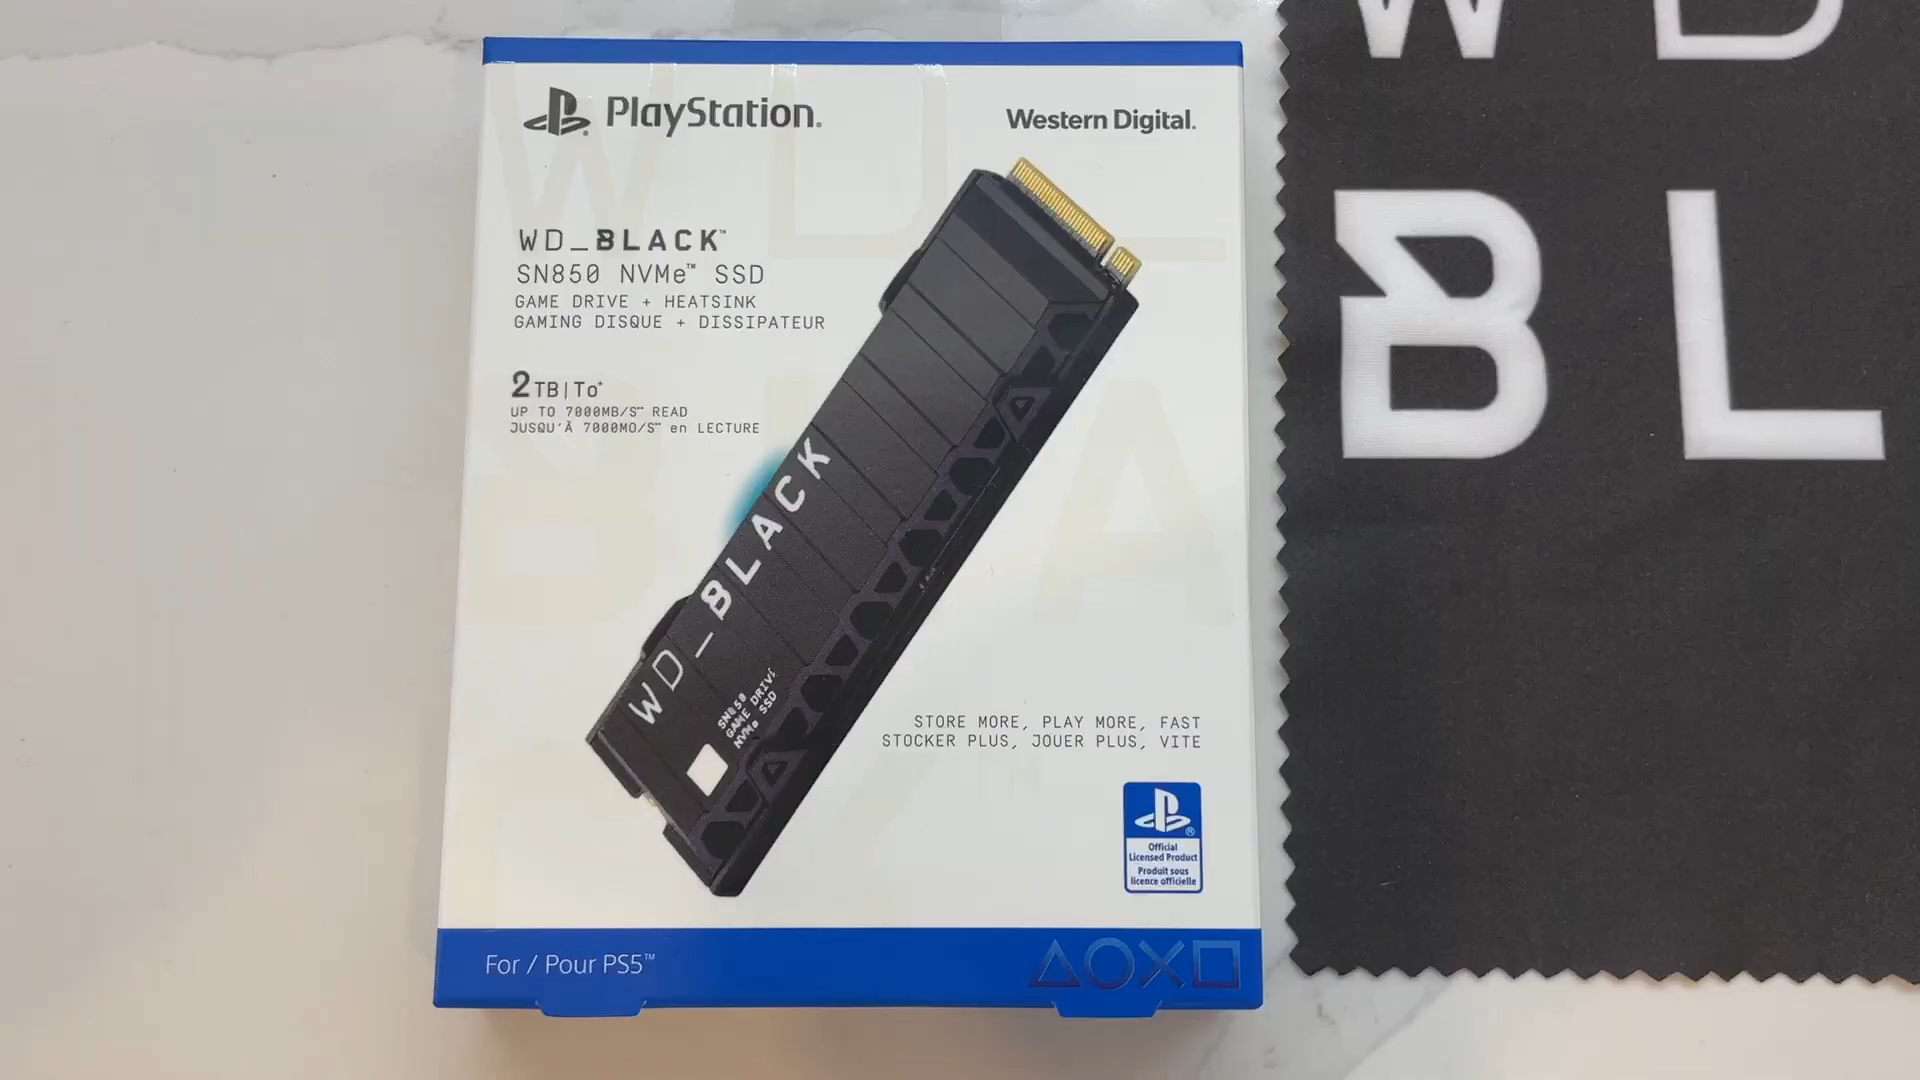 PlayStation.
Western Digital.
WD_BLACK™
SN850 NVMe™ SSD
GAME DRIVE + HEATSINK
GAMING DISQUE + DISSIPATEUR
2TB|To*
UP TO 7000MB/S** READ
JUSQU'À 7000MO/S** en LECTURE
WD_BLACK
SN850
GAME DRIVE
NVMe SSD
STORE MORE, PLAY MORE, FAST
STOCKER PLUS, JOUER PLUS, VITE
Official
Licensed Product
Produit sous
licence officielle
For / Pour PS5™
WD
BL